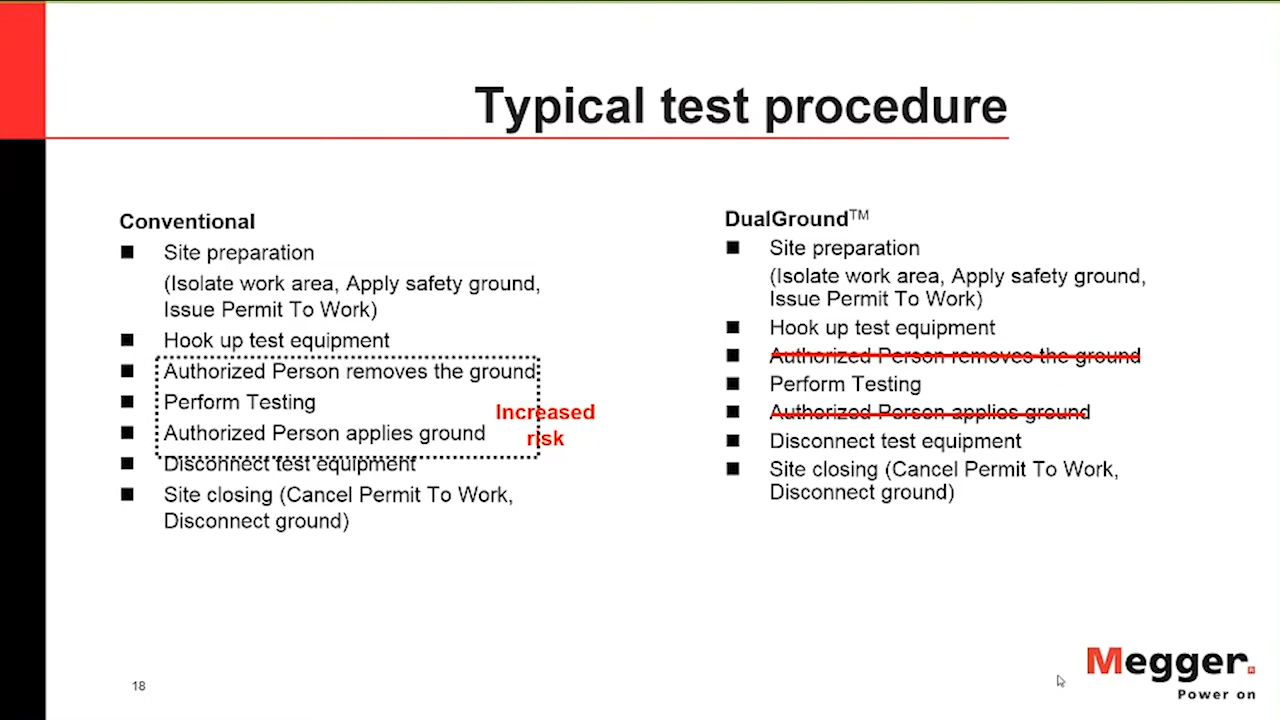 Typical test procedure
Conventional
Site preparation
(Isolate work area, Apply safety ground,
Issue Permit To Work)
Hook up test equipment
Authorized Person removes the ground
Perform Testing
Authorized Person applies ground
Increased
risk
Disconnect test equipment
Site closing (Cancel Permit To Work,
Disconnect ground)
DualGround™
Site preparation
(Isolate work area, Apply safety ground,
Issue Permit To Work)
Hook up test equipment
Authorized Person removes the ground
Perform Testing
Authorized Person applies ground
Disconnect test equipment
Site closing (Cancel Permit To Work,
Disconnect ground)
18
Megger.
Power on